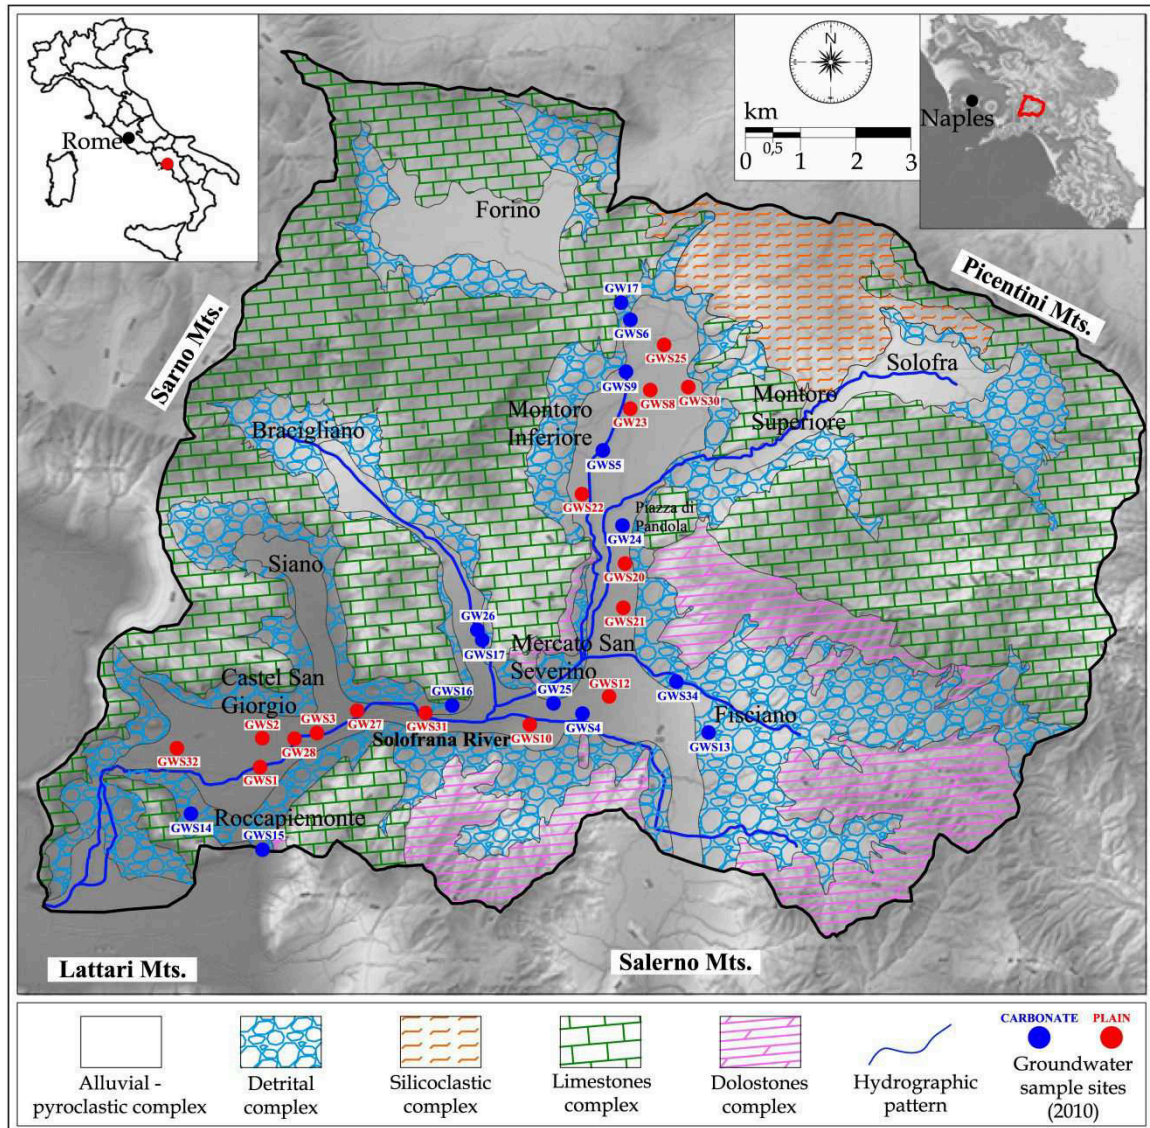 Rome
N
km
0
0,5
1
2
3
Naples
Forino
Sarno Mts.
Picentini Mts.
GW17
GWS6
GWS25
Solofra
GWS9
GWS8
GWS30
GW23
Montoro
Inferiore
Montoro
Superiore
Bracigliano
GWS5
GWS22
Piazza di
Pandola
GW24
Siano
GWS20
GWS21
GW26
GWS17
Mercato San
Severino
Castel San
Giorgio
GWS16
GW25
GWS12
GWS34
GWS2
GWS3
GW27
GWS31
GWS4
Fisciano
GW28
Solofrana River
GWS10
GWS13
GWS32
GWS1
GWS14
Roccapiemonte
GWS15
Lattari Mts.
Salerno Mts.
CARBONATE
PLAIN
Alluvial -
pyroclastic complex
Detrital
complex
Silicoclastic
complex
Limestones
complex
Dolostones
complex
Hydrographic
pattern
Groundwater
sample sites
(2010)